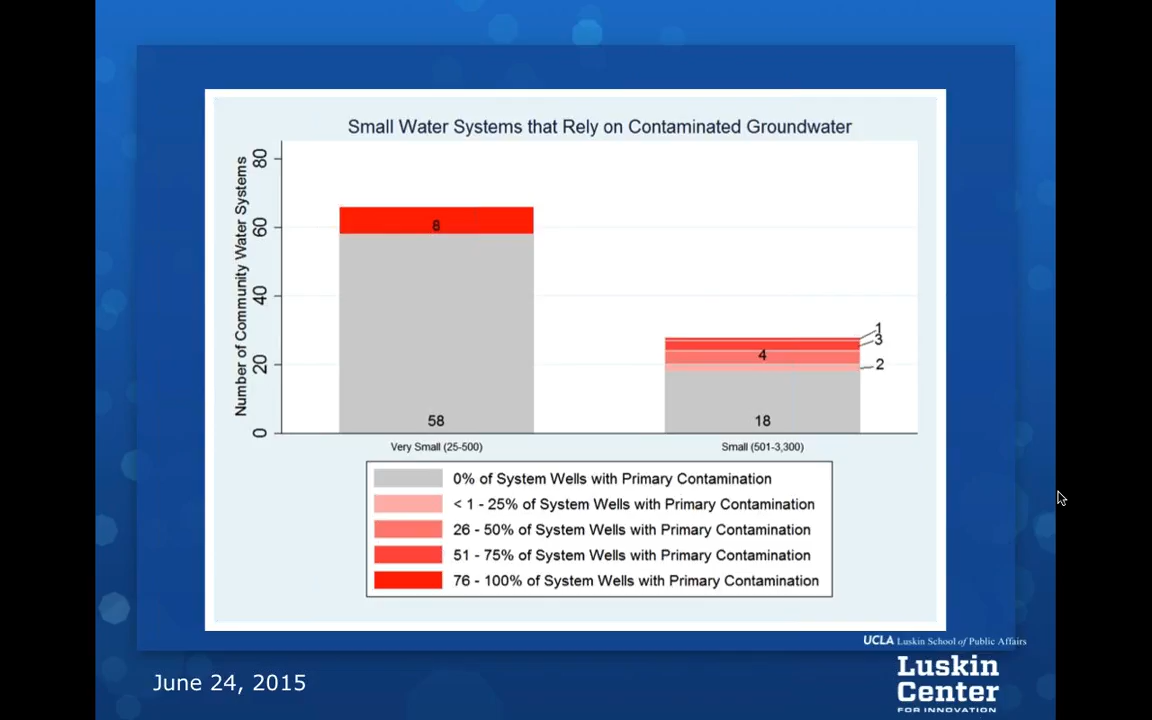 Small Water Systems that Rely on Contaminated Groundwater
Number of Community Water Systems
80
60
40
20
0
8
58
1
3
4
2
18
Very Small (25-500)
Small (501-3,300)
0% of System Wells with Primary Contamination
< 1 - 25% of System Wells with Primary Contamination
26 - 50% of System Wells with Primary Contamination
51 - 75% of System Wells with Primary Contamination
76 - 100% of System Wells with Primary Contamination
UCLA Luskin School of Public Affairs
Luskin
Center
FOR INNOVATION
June 24, 2015